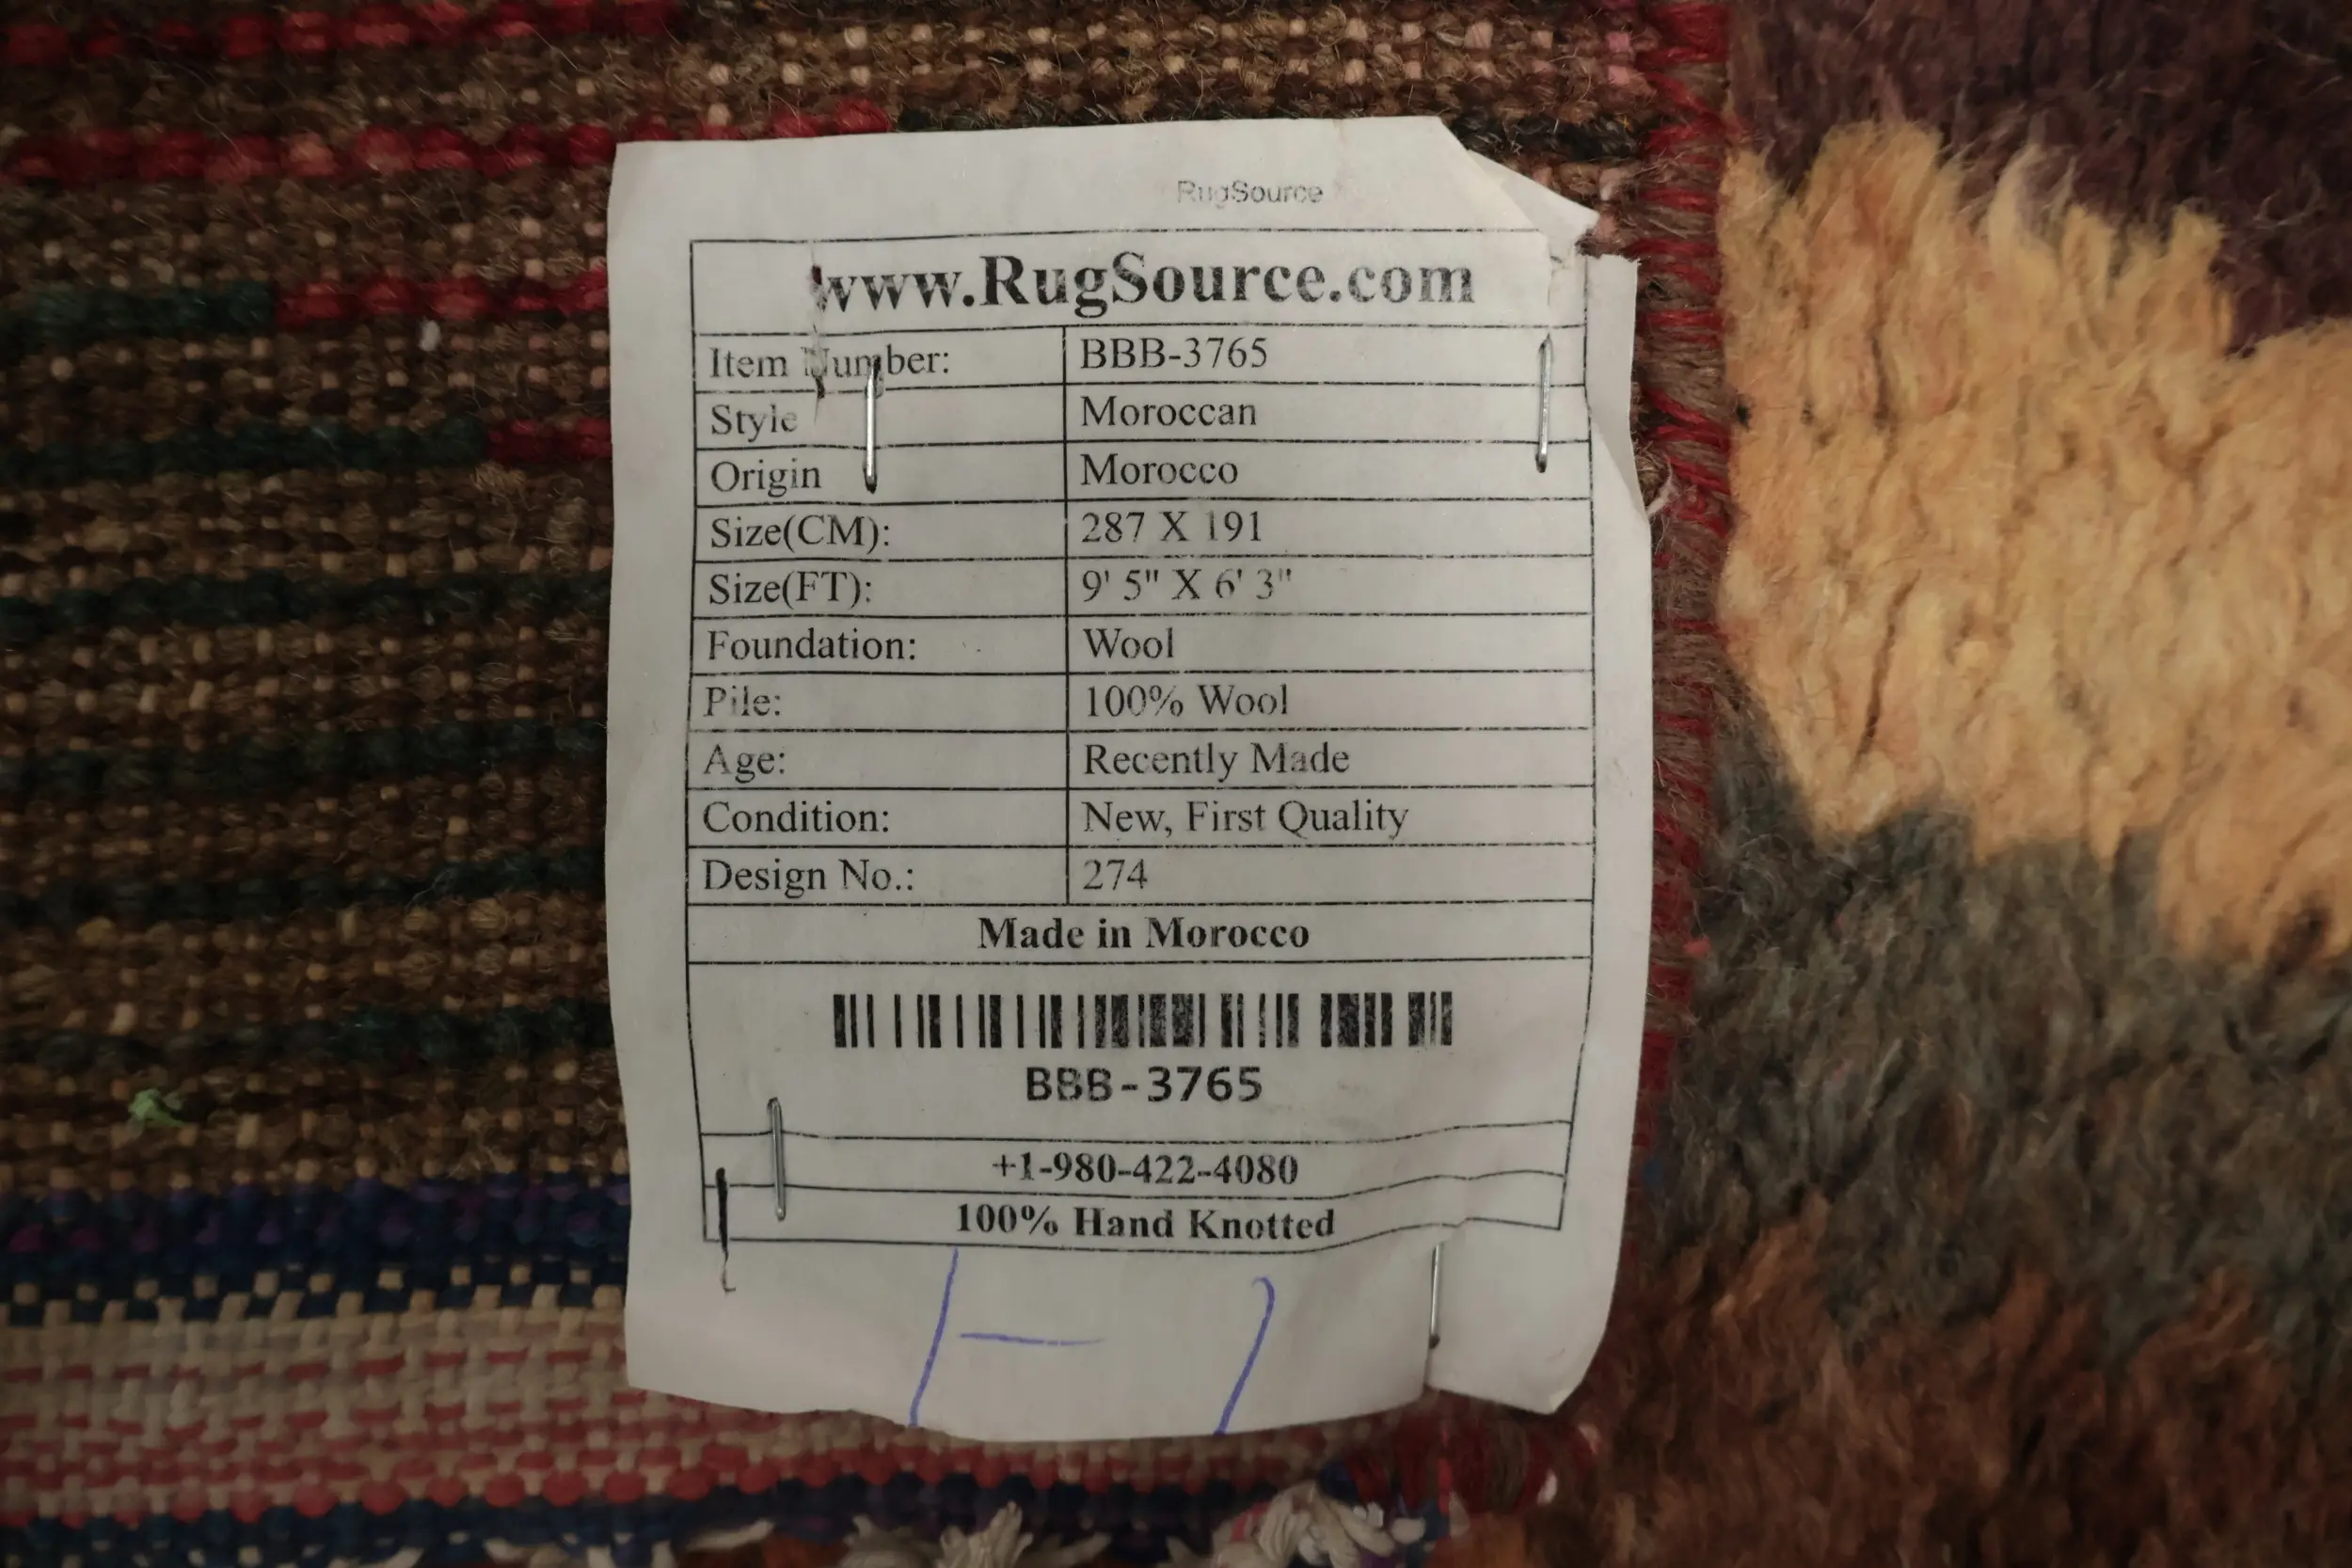 RugSource
www.RugSource.com
Item Number: BBB-3765
Style Moroccan
Origin Morocco
Size(CM): 287 X 191
Size(FT): 9' 5" X 6' 3"
Foundation: Wool
Pile: 100% Wool
Age: Recently Made
Condition: New, First Quality
Design No.: 274
Made in Morocco
BBB-3765
+1-980-422-4080
100% Hand Knotted